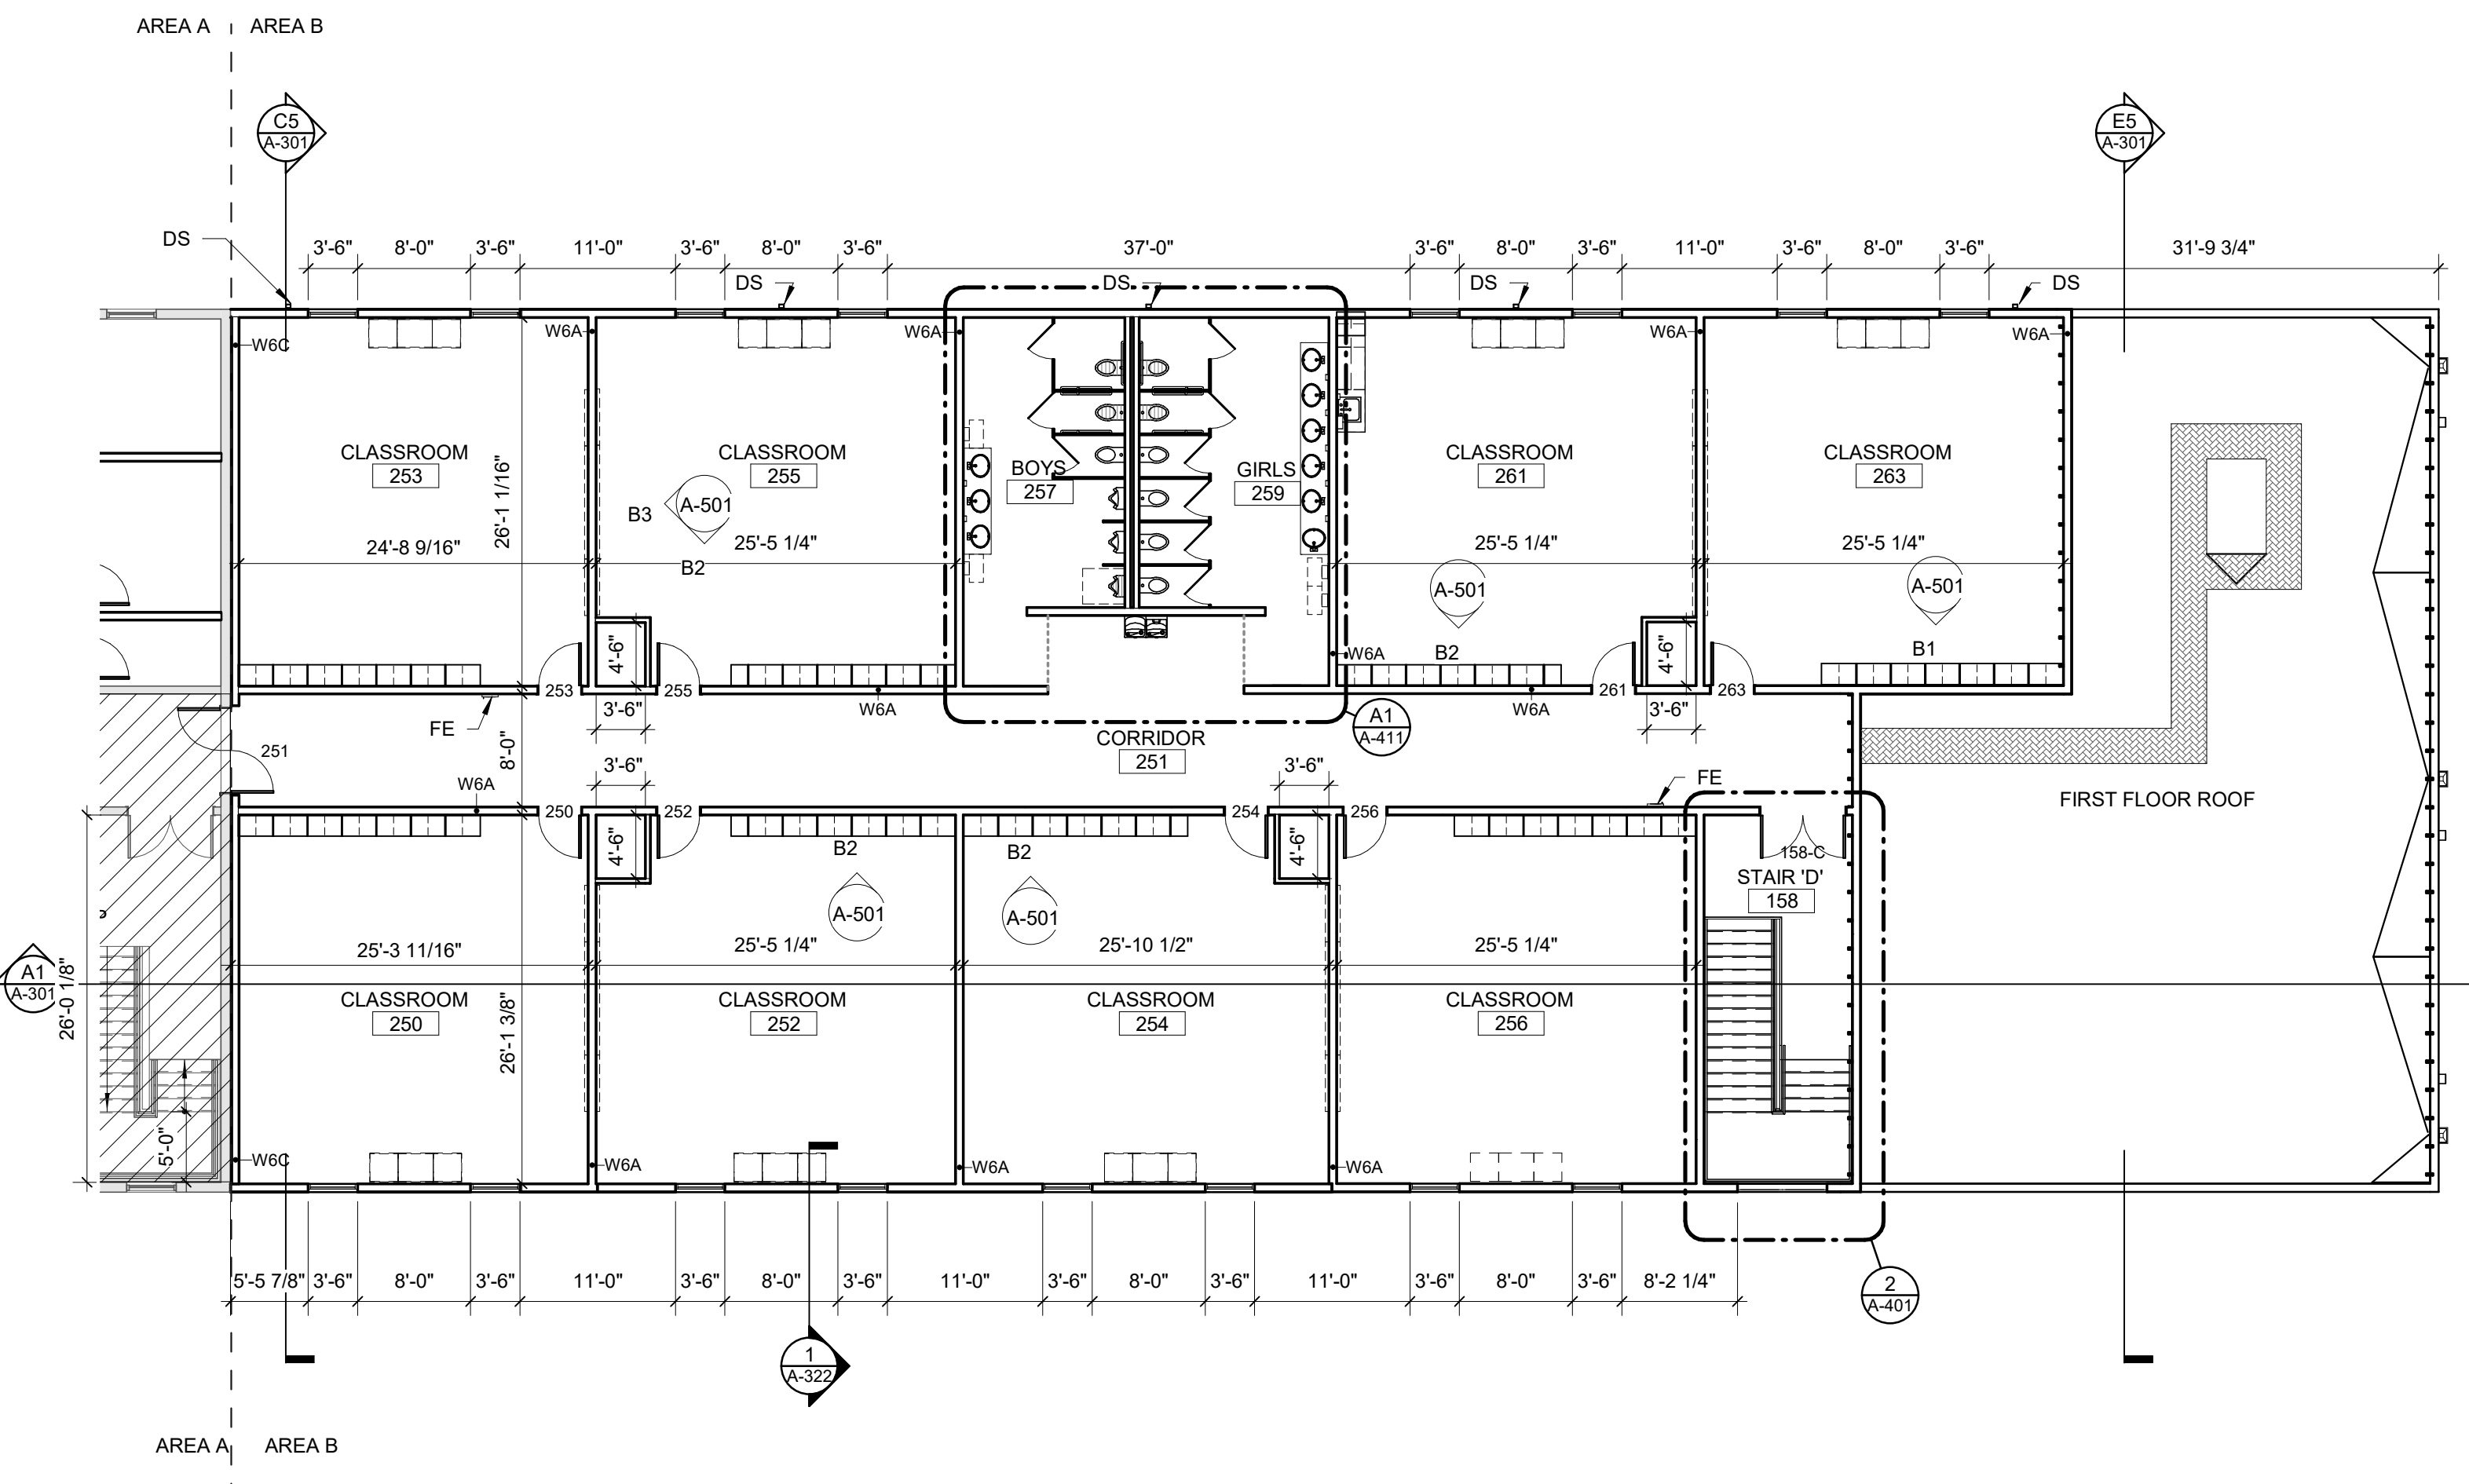 AREA A AREA B
C5
A-301
E5
A-301
DS
3'-6" 8'-0" 3'-6" 11'-0" 3'-6" 8'-0" 3'-6" 37'-0" 3'-6" 8'-0" 3'-6" 11'-0" 3'-6" 8'-0" 3'-6" 31'-9 3/4"
DS DS DS DS
W6C W6A W6A W6A W6A
CLASSROOM
253
CLASSROOM
255
BOYS
257
GIRLS
259
CLASSROOM
261
CLASSROOM
263
26'-1 1/16"
B3 A-501
B2
24'-8 9/16" 25'-5 1/4" 25'-5 1/4" 25'-5 1/4"
A-501
B2
A-501
B1
4'-6" 4'-6"
W6A
253 255 261 263
3'-6" W6A W6A 3'-6"
FE
A1
A-411
251
8'-0"
CORRIDOR
251
W6A 3'-6" 3'-6" FE
FIRST FLOOR ROOF
250 252 254 256
4'-6" 4'-6"
B2 B2
158-C
STAIR 'D'
158
A-501 A-501
25'-3 11/16" 25'-5 1/4" 25'-10 1/2" 25'-5 1/4"
A1
A-301
26'-0 1/8"
CLASSROOM
250
CLASSROOM
252
CLASSROOM
254
CLASSROOM
256
26'-1 3/8"
5'-0"
W6C W6A W6A W6A
5'-5 7/8" 3'-6" 8'-0" 3'-6" 11'-0" 3'-6" 8'-0" 3'-6" 11'-0" 3'-6" 8'-0" 3'-6" 11'-0" 3'-6" 8'-0" 3'-6" 8'-2 1/4"
2
A-401
1
A-322
AREA A AREA B